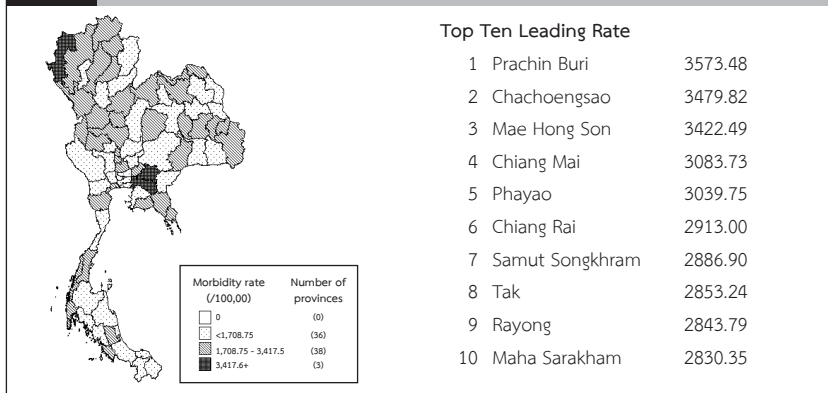 Top Ten Leading Rate
1 Prachin Buri 3573.48
2 Chachoengsao 3479.82
3 Mae Hong Son 3422.49
4 Chiang Mai 3083.73
5 Phayao 3039.75
6 Chiang Rai 2913.00
7 Samut Songkhram 2886.90
8 Tak 2853.24
9 Rayong 2843.79
10 Maha Sarakham 2830.35
Morbidity rate Number of
(/100,00) provinces
0 (0)
<1,708.75 (36)
1,708.75 - 3,417.5 (38)
3,417.6+ (3)